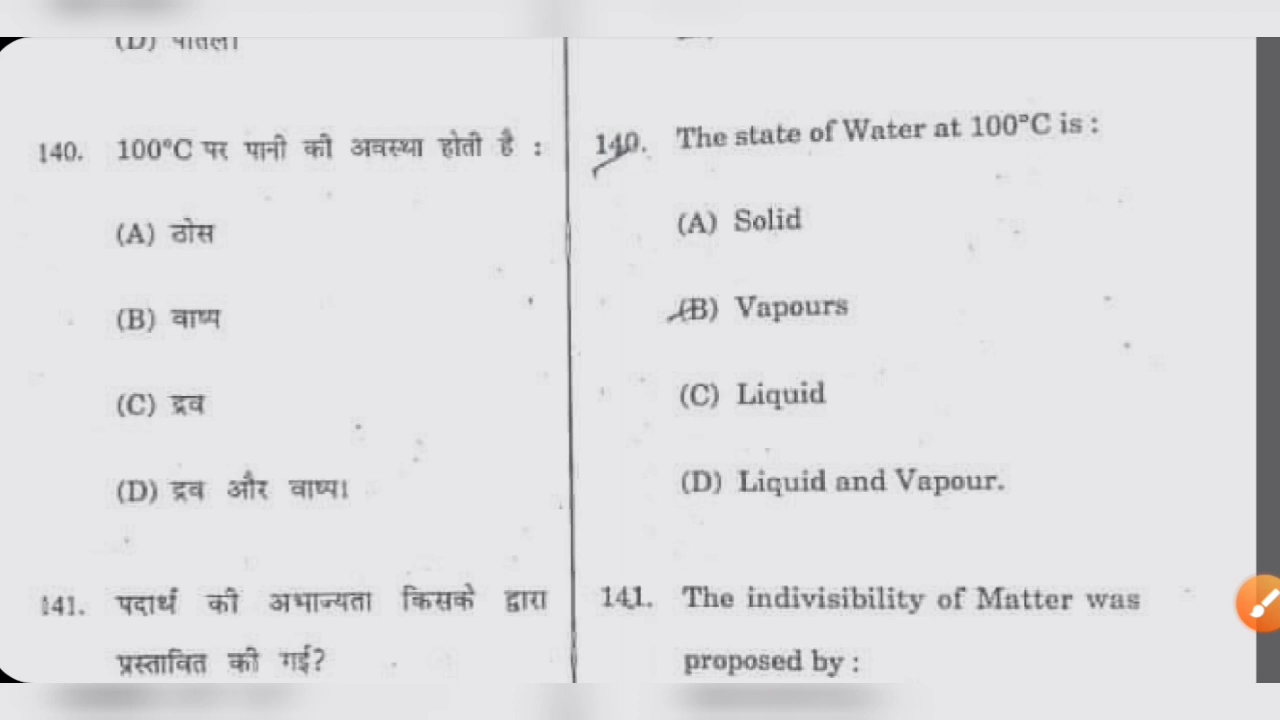 (D) पीतल।
140. 100°C पर पानी की अवस्था होती है :
(A) ठोस
(B) वाष्प
(C) द्रव
(D) द्रव और वाष्प।
141. पदार्थ की अभाज्यता किसके द्वारा
प्रस्तावित की गई?
140. The state of Water at 100°C is :
(A) Solid
(B) Vapours
(C) Liquid
(D) Liquid and Vapour.
141. The indivisibility of Matter was
proposed by :